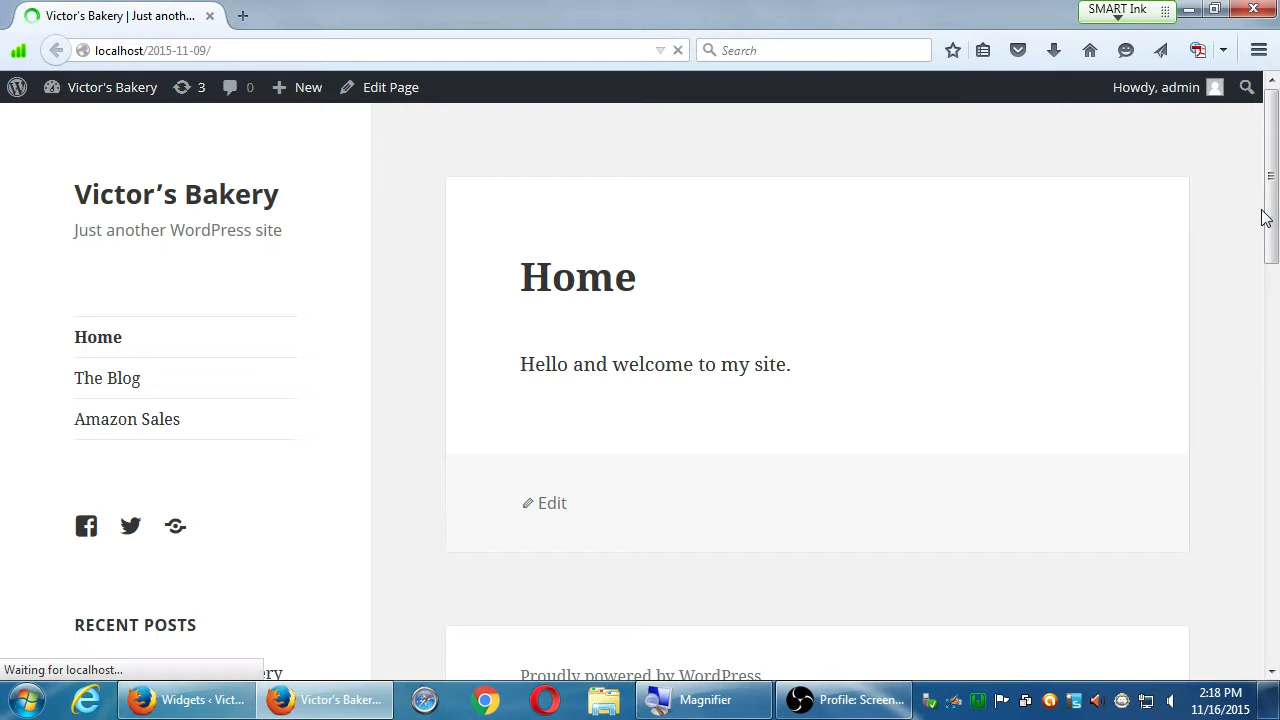 Victor's Bakery | Just anoth...
SMART Ink
localhost/2015-11-09/
Search
Victor's Bakery
3
0
New
Edit Page
Howdy, admin
Victor's Bakery
Just another WordPress site
Home
The Blog
Amazon Sales
RECENT POSTS
Home
Hello and welcome to my site.
Edit
Proudly powered by WordPress
Waiting for localhost...
Widgets ‹ Vict...
Victor's Baker...
Magnifier
Profile: Screen...
2:18 PM
11/16/2015